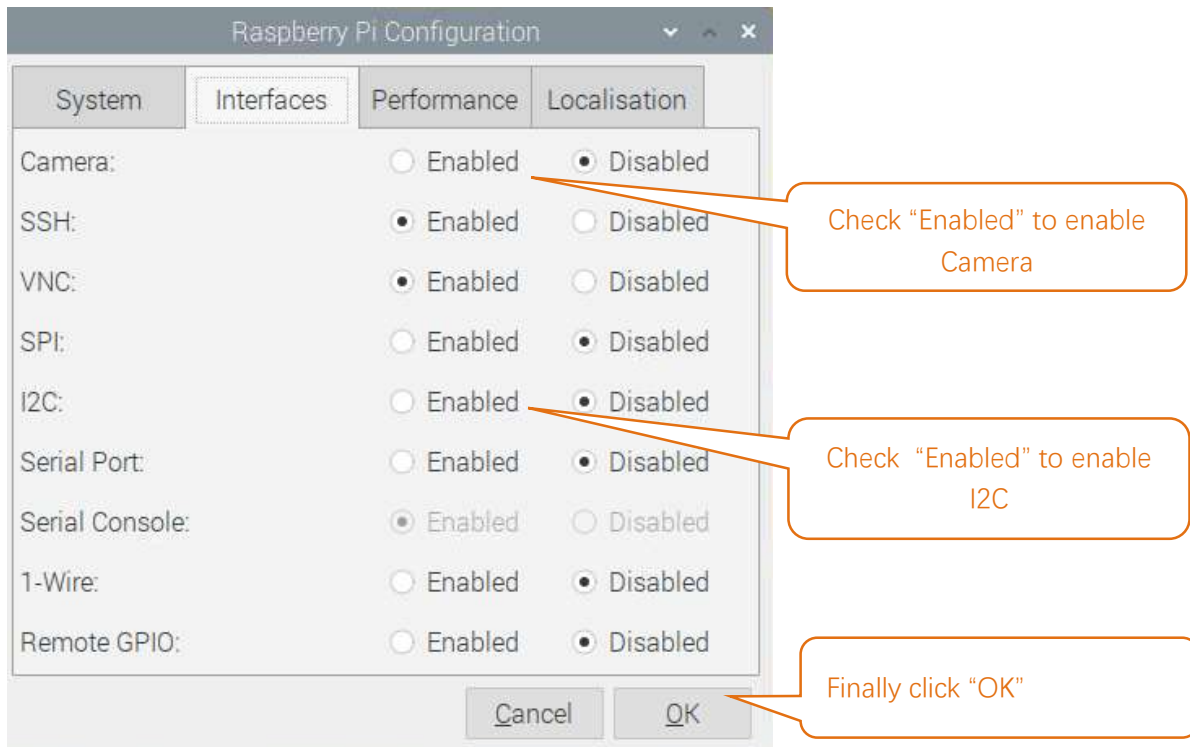 Raspberry Pi Configuration
System Interfaces Performance Localisation
Camera: Enabled Disabled
SSH: Enabled Disabled
VNC: Enabled Disabled
SPI: Enabled Disabled
I2C: Enabled Disabled
Serial Port: Enabled Disabled
Serial Console: Enabled Disabled
1-Wire: Enabled Disabled
Remote GPIO: Enabled Disabled
Cancel OK
Check “Enabled” to enable
Camera
Check “Enabled” to enable
I2C
Finally click “OK”